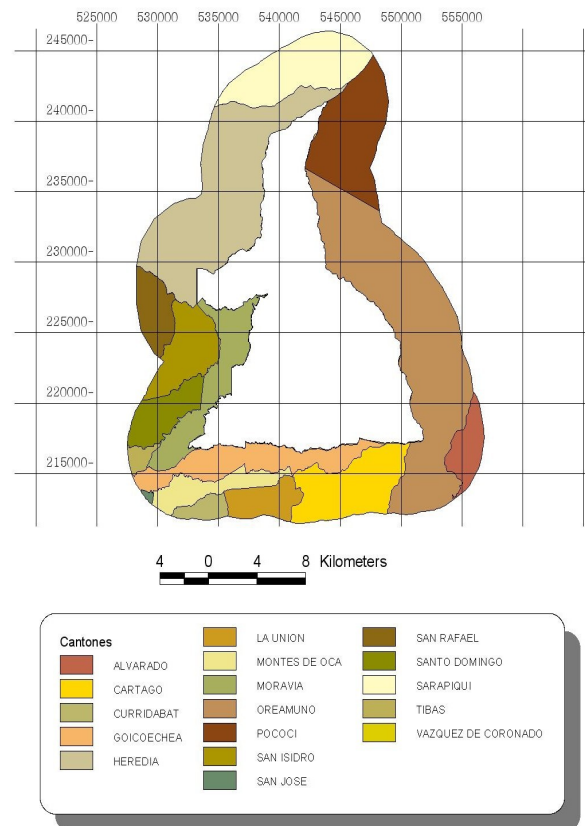 525000 530000 535000 540000 545000 550000 555000
245000
240000
235000
230000
225000
220000
215000
4 0 4 8 Kilometers
Cantones
ALVARADO
CARTAGO
CURRIDABAT
GOICOECHEA
HEREDIA
LA UNION
MONTES DE OCA
MORAVIA
OREAMUNO
POCOCI
SAN ISIDRO
SAN JOSE
SAN RAFAEL
SANTO DOMINGO
SARAPIQUI
TIBAS
VAZQUEZ DE CORONADO